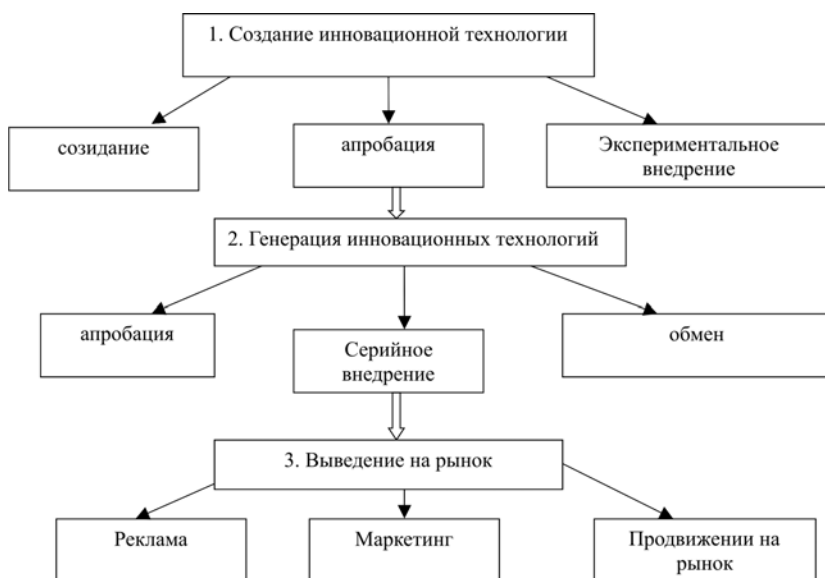 1. Создание инновационной технологии
созидание
апробация
Экспериментальное
внедрение
2. Генерация инновационных технологий
апробация
Серийное
внедрение
обмен
3. Выведение на рынок
Реклама
Маркетинг
Продвижении на
рынок